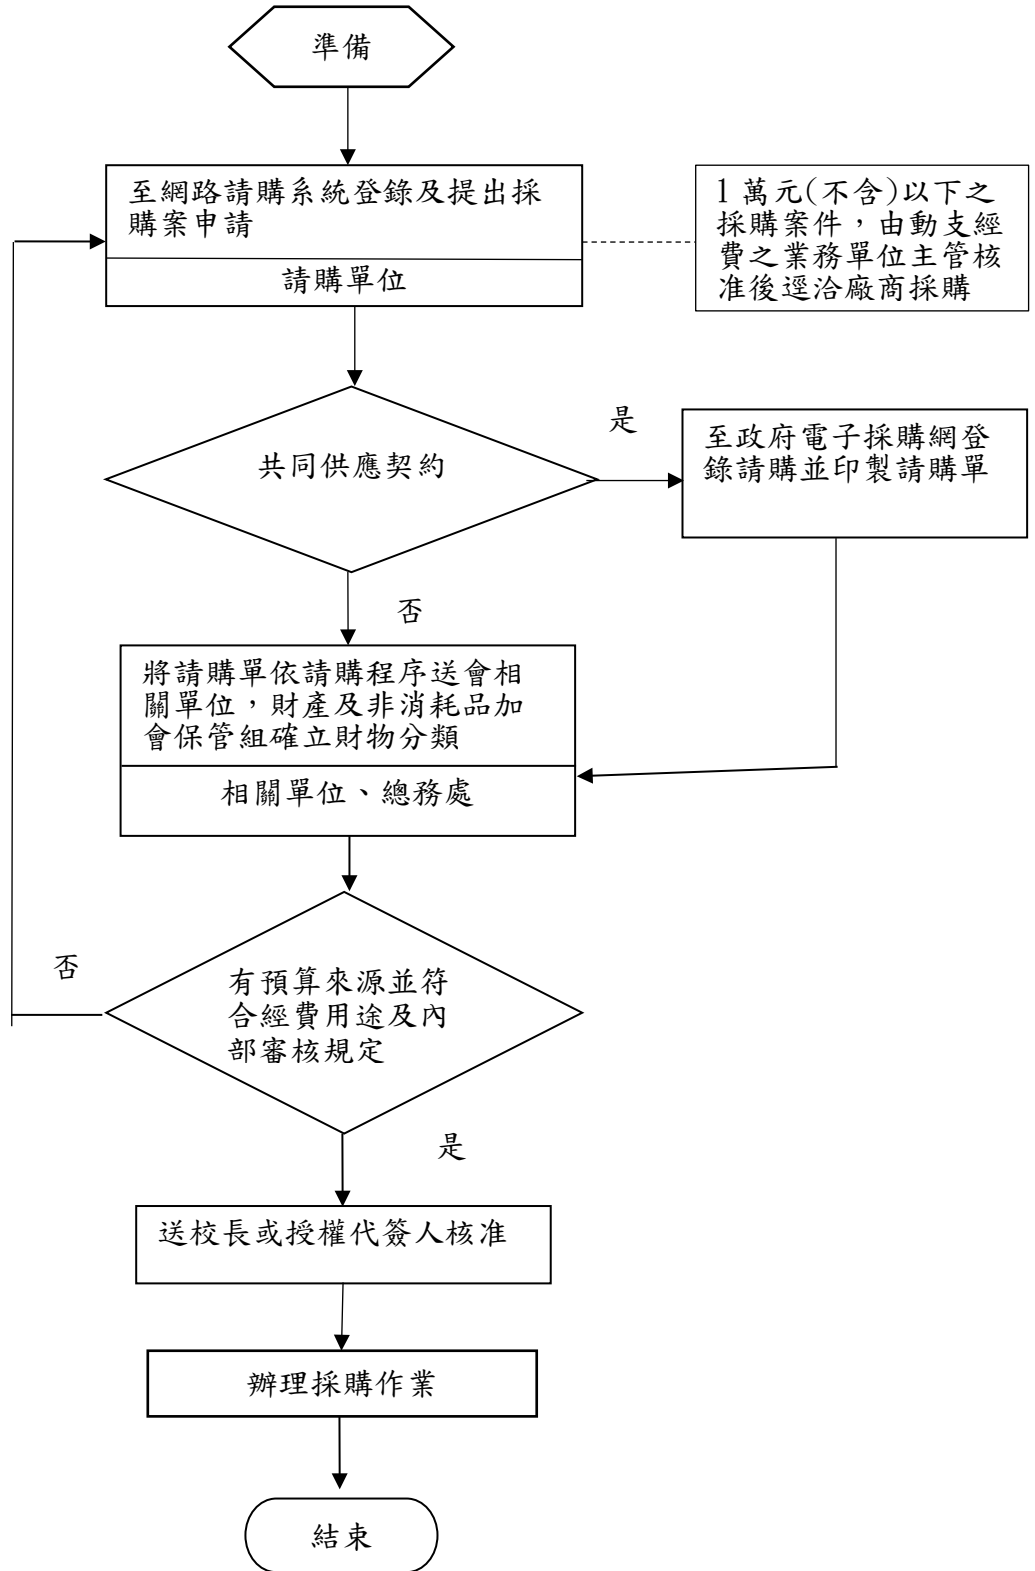 準備
至網路請購系統登錄及提出採
購案申請
請購單位
1 萬元(不含)以下之
採購案件，由動支經
費之業務單位主管核
准後逕洽廠商採購
共同供應契約
是
至政府電子採購網登
錄請購並印製請購單
否
將請購單依請購程序送會相
關單位，財產及非消耗品加
會保管組確立財物分類
相關單位、總務處
否
有預算來源並符
合經費用途及內
部審核規定
是
送校長或授權代簽人核准
辦理採購作業
結束